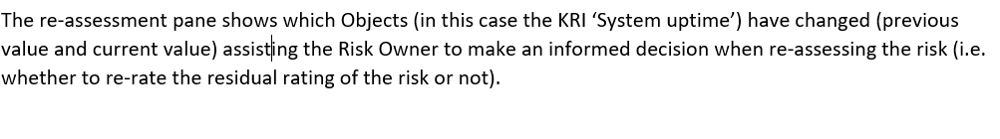 The re-assessment pane shows which Objects (in this case the KRI ‘System uptime’) have changed (previous
value and current value) assisting the Risk Owner to make an informed decision when re-assessing the risk (i.e.
whether to re-rate the residual rating of the risk or not).